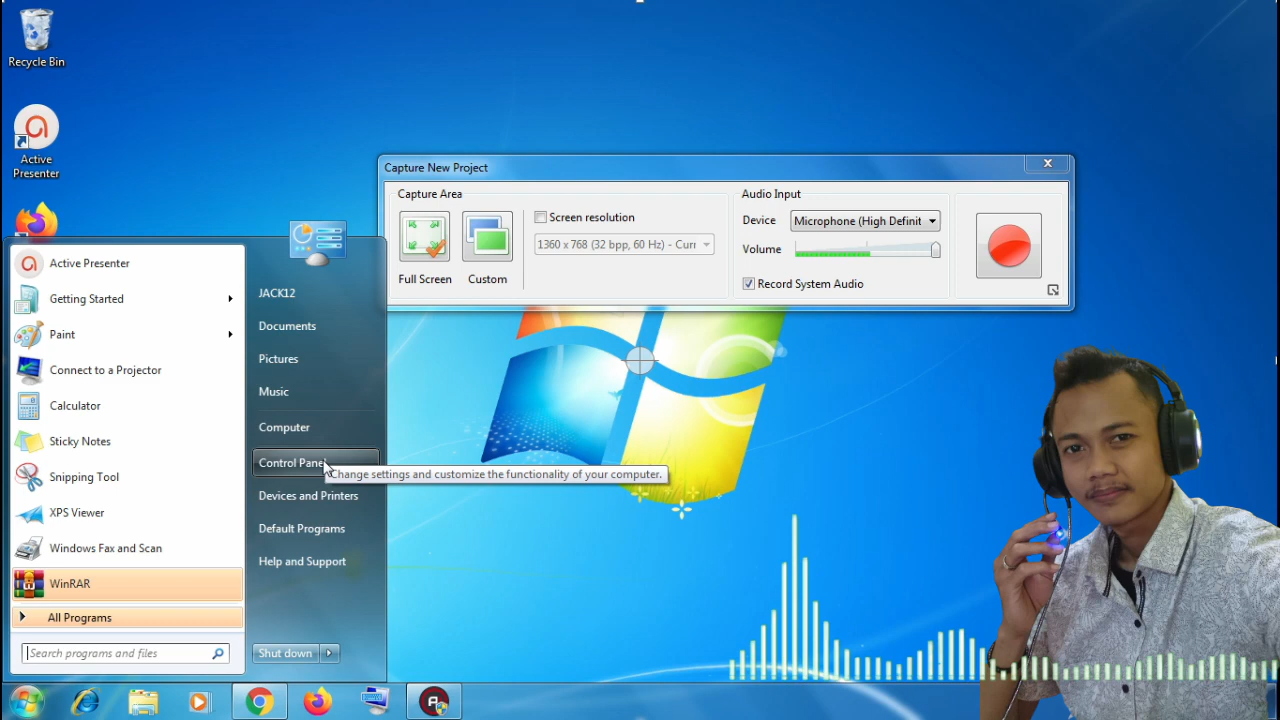 Recycle Bin
Active
Presenter
Capture New Project
Capture Area
Full Screen
Custom
Screen resolution
1360 x 768 (32 bpp, 60 Hz) - Curr
Audio Input
Device
Microphone (High Definit
Volume
Record System Audio
Active Presenter
Getting Started
Paint
Connect to a Projector
Calculator
Sticky Notes
Snipping Tool
XPS Viewer
Windows Fax and Scan
WinRAR
All Programs
Search programs and files
JACK12
Documents
Pictures
Music
Computer
Control Panel
Change settings and customize the functionality of your computer.
Devices and Printers
Default Programs
Help and Support
Shut down